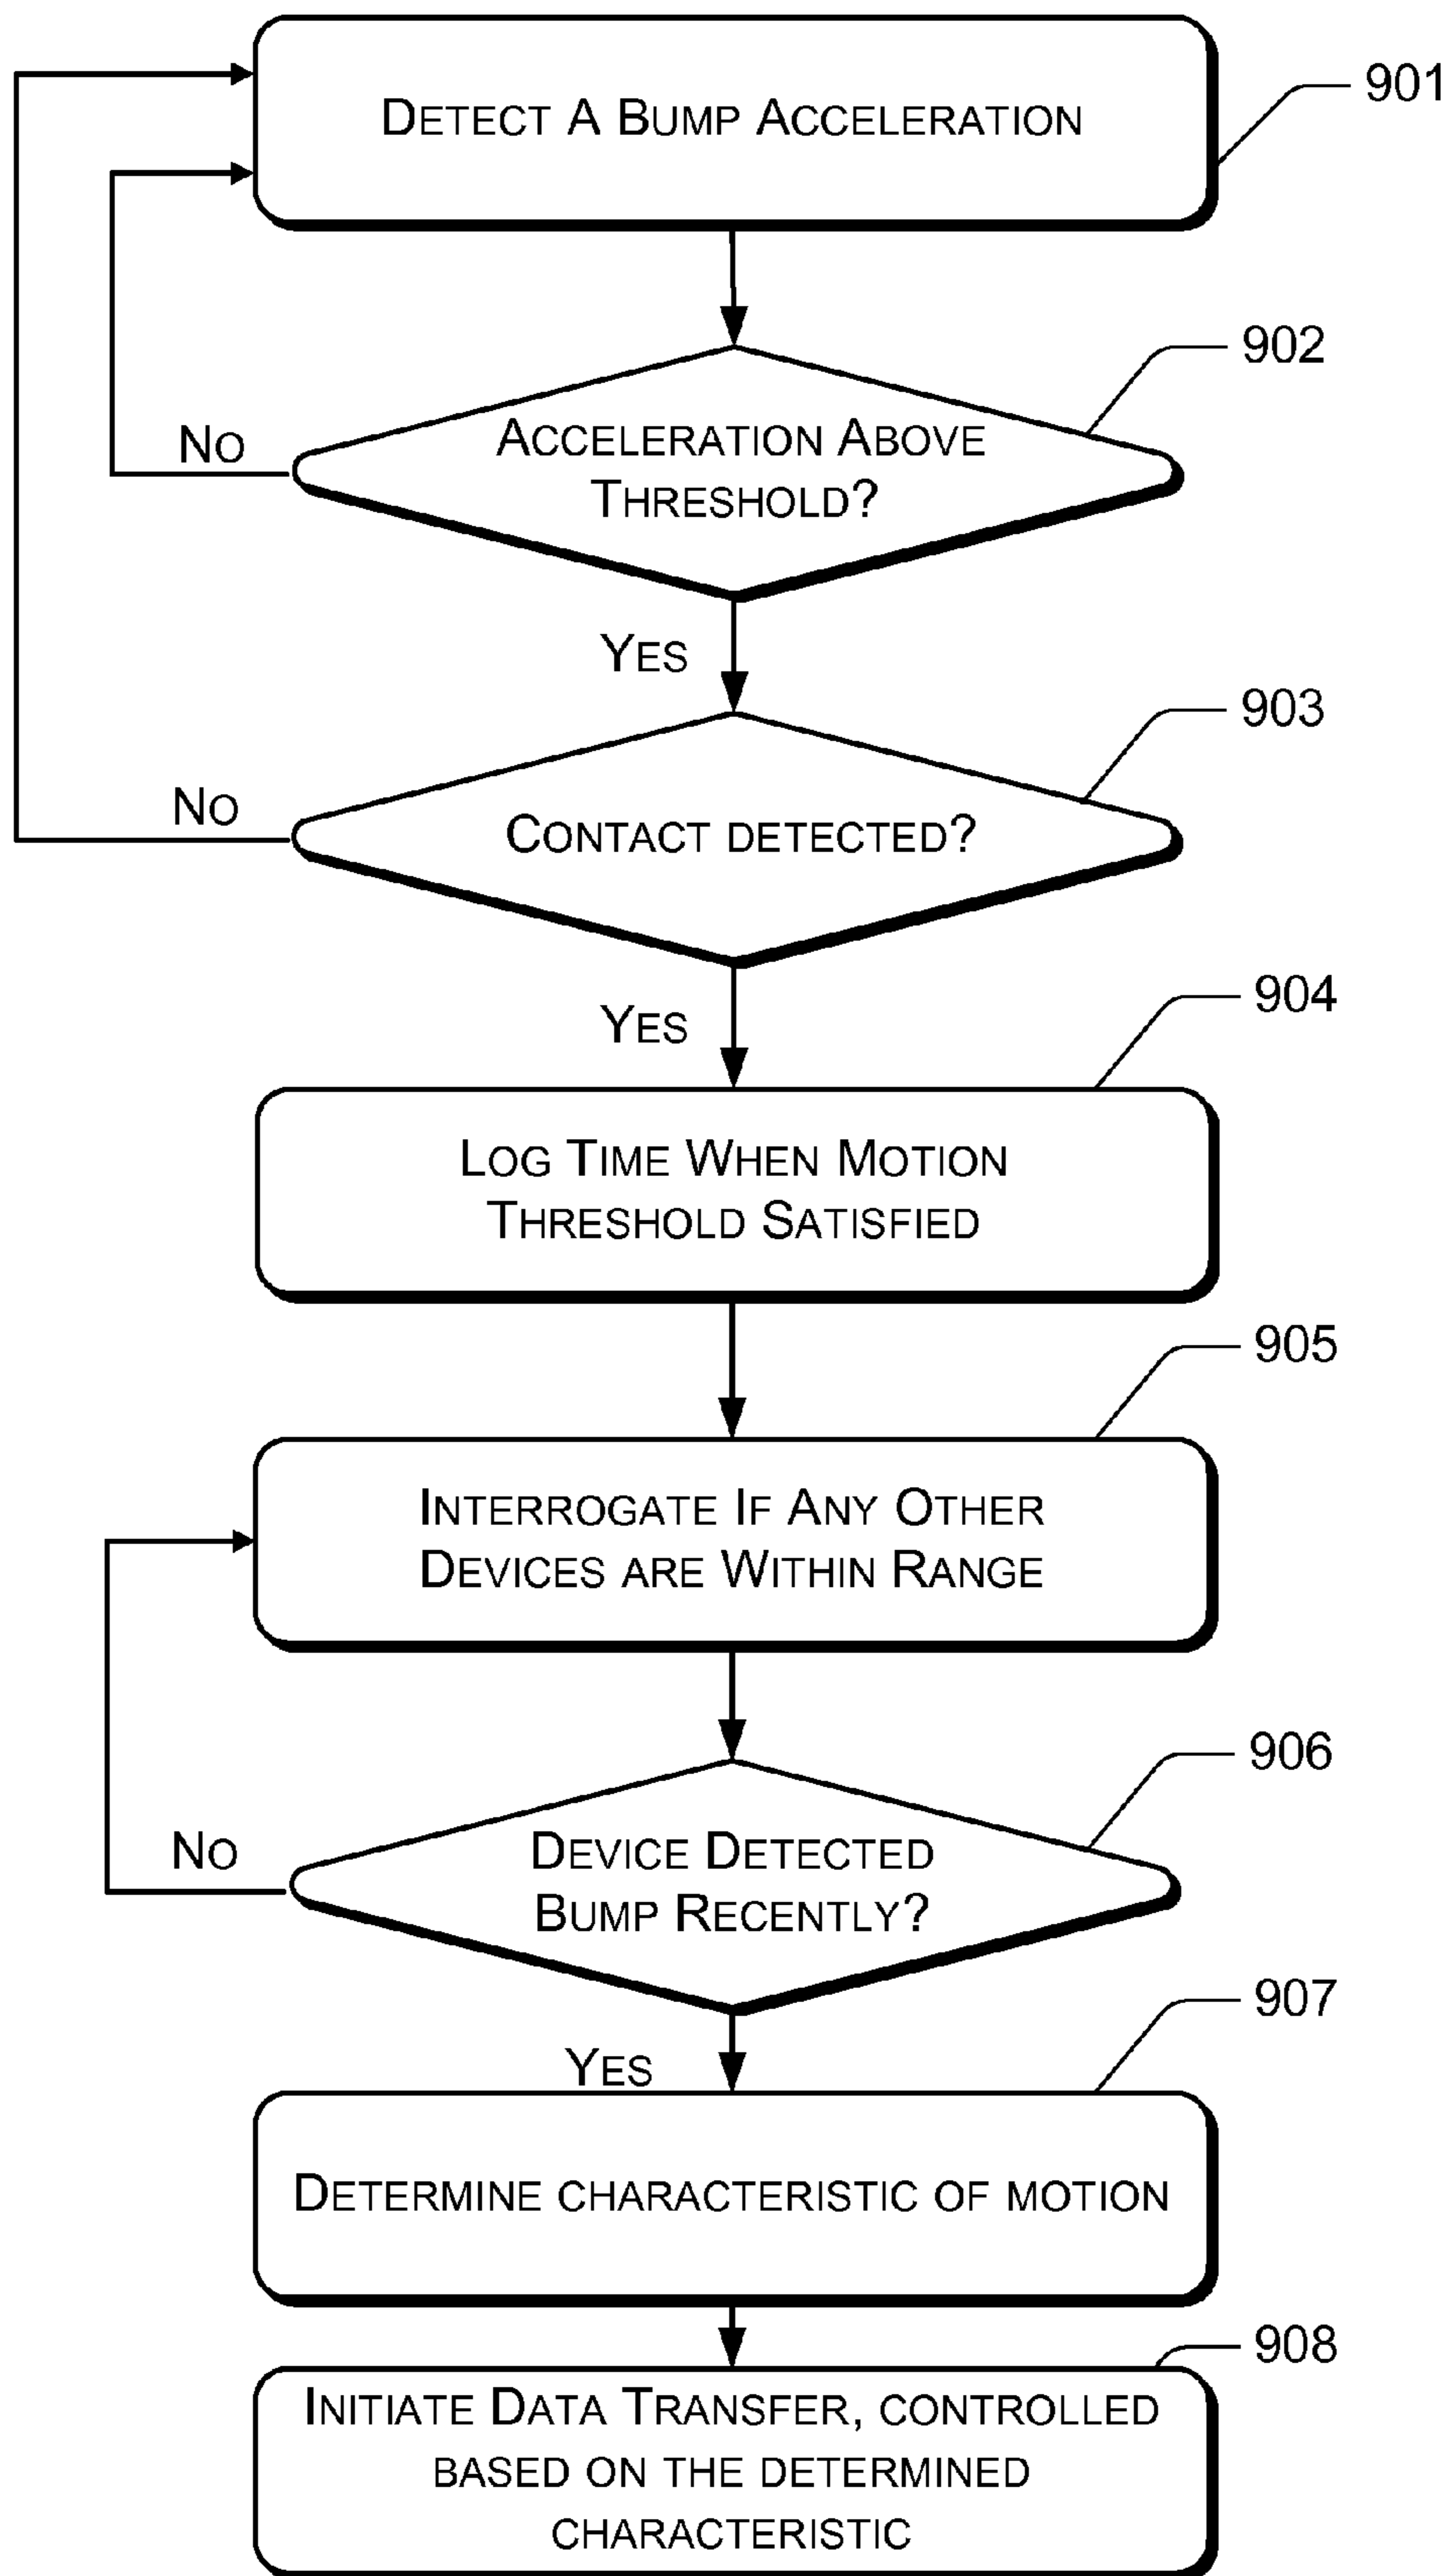 DETECT A BUMP ACCELERATION
901
902
ACCELERATION ABOVE
THRESHOLD?
NO
YES
903
NO
CONTACT DETECTED?
YES
904
LOG TIME WHEN MOTION
THRESHOLD SATISFIED
905
INTERROGATE IF ANY OTHER
DEVICES ARE WITHIN RANGE
906
NO
DEVICE DETECTED
BUMP RECENTLY?
907
YES
DETERMINE CHARACTERISTIC OF MOTION
908
INITIATE DATA TRANSFER, CONTROLLED
BASED ON THE DETERMINED
CHARACTERISTIC